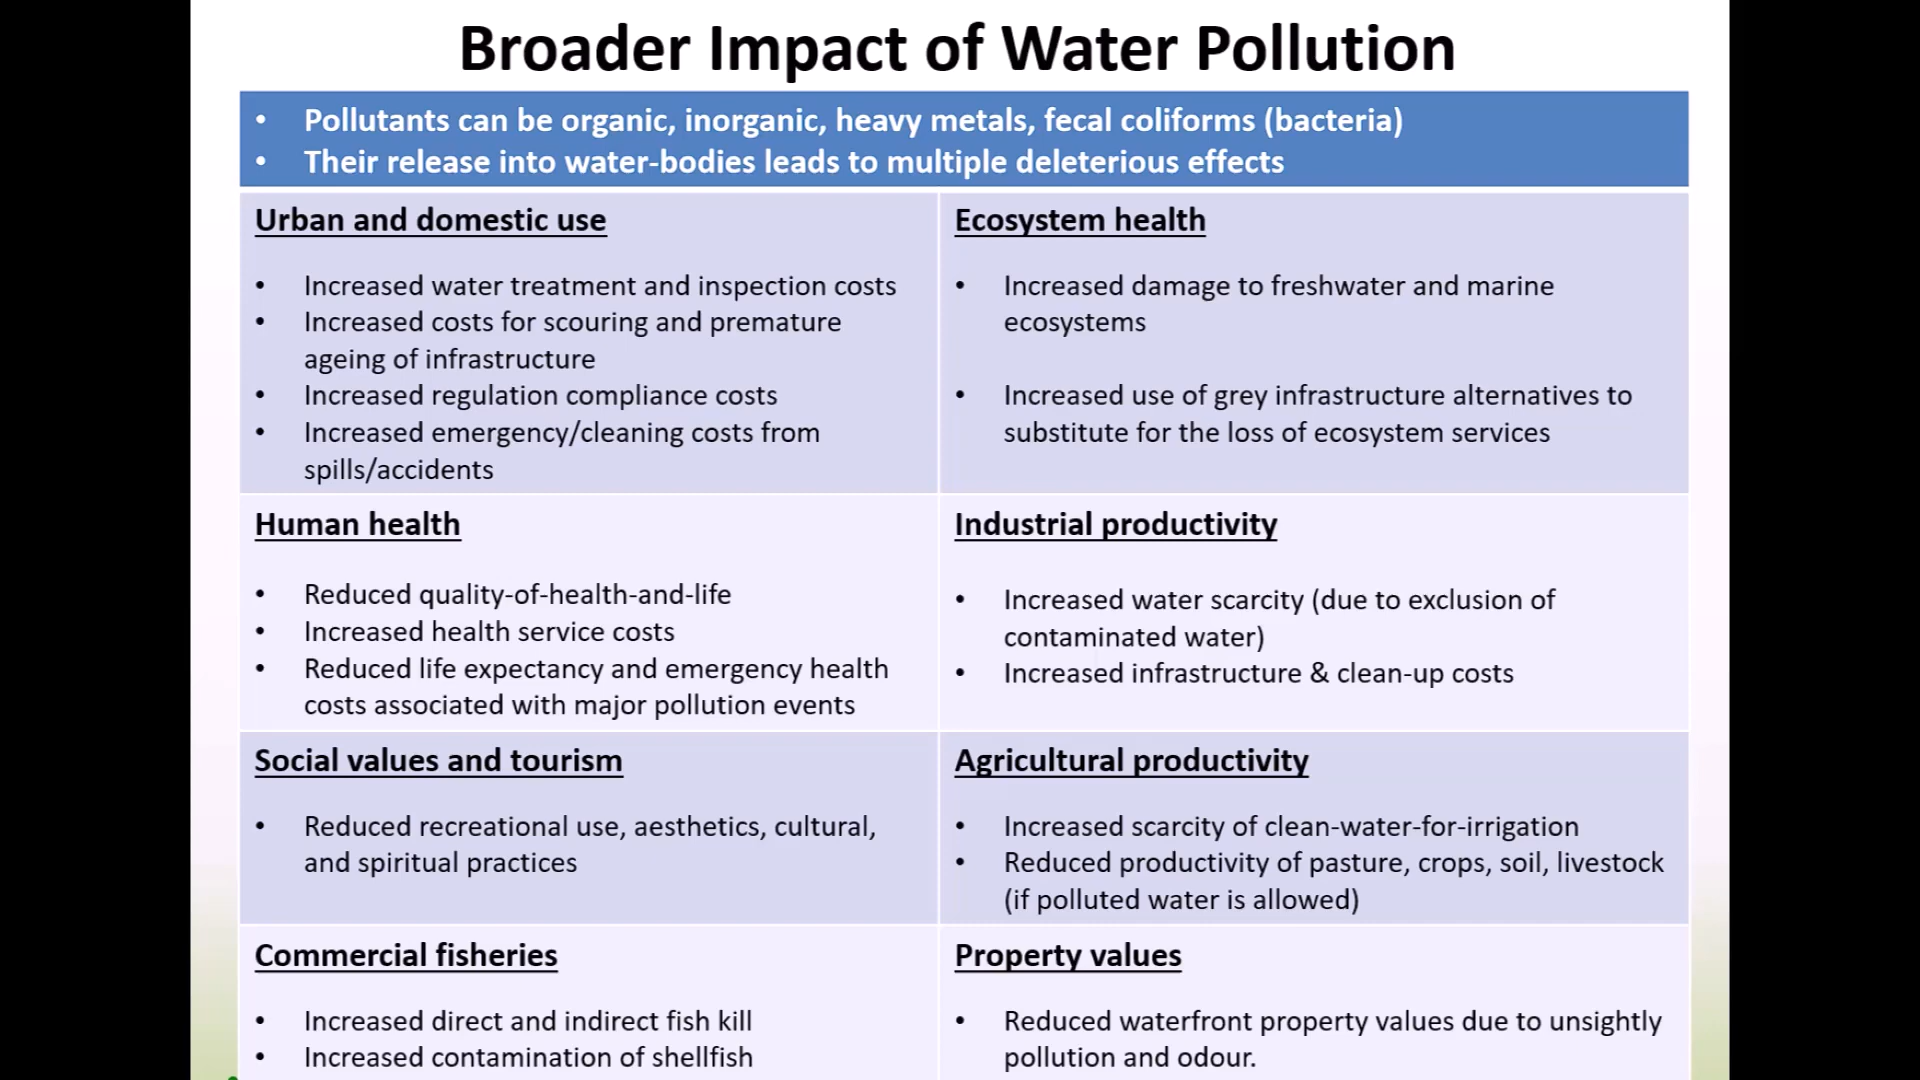 Broader Impact of Water Pollution
• Pollutants can be organic, inorganic, heavy metals, fecal coliforms (bacteria)
• Their release into water-bodies leads to multiple deleterious effects
Urban and domestic use
• Increased water treatment and inspection costs
• Increased costs for scouring and premature
ageing of infrastructure
• Increased regulation compliance costs
• Increased emergency/cleaning costs from
spills/accidents
Ecosystem health
• Increased damage to freshwater and marine
ecosystems
• Increased use of grey infrastructure alternatives to
substitute for the loss of ecosystem services
Human health
• Reduced quality-of-health-and-life
• Increased health service costs
• Reduced life expectancy and emergency health
costs associated with major pollution events
Industrial productivity
• Increased water scarcity (due to exclusion of
contaminated water)
• Increased infrastructure & clean-up costs
Social values and tourism
• Reduced recreational use, aesthetics, cultural,
and spiritual practices
Agricultural productivity
• Increased scarcity of clean-water-for-irrigation
• Reduced productivity of pasture, crops, soil, livestock
(if polluted water is allowed)
Commercial fisheries
• Increased direct and indirect fish kill
• Increased contamination of shellfish
Property values
• Reduced waterfront property values due to unsightly
pollution and odour.